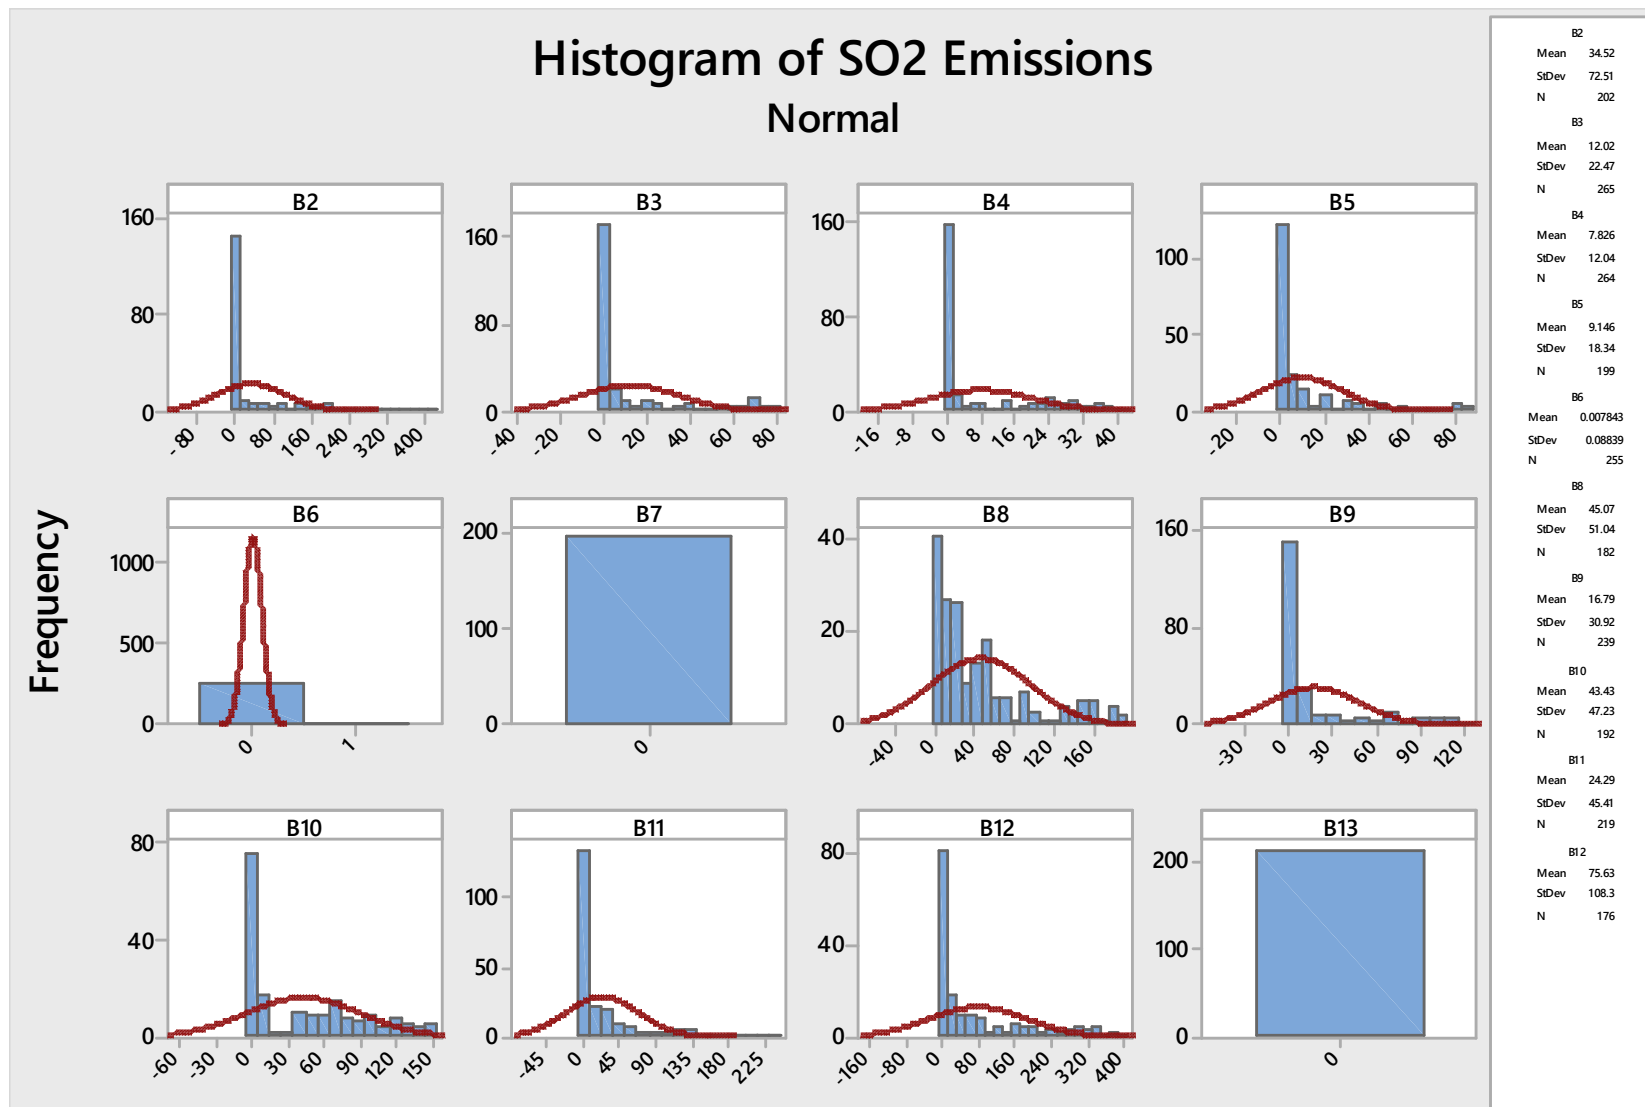 Histogram of SO2 Emissions
Normal
Frequency
B2
160
80
0
-80 0 80 160 240 320 400
B3
160
80
0
-40 -20 0 20 40 60 80
B4
160
80
0
-16 -8 0 8 16 24 32 40
B5
100
50
0
-20 0 20 40 60 80
B6
1000
500
0
0 1
B7
200
100
0
0
B8
40
20
0
-40 0 40 80 120 160
B9
160
80
0
-30 0 30 60 90 120
B10
80
40
0
-60 -30 0 30 60 90 120 150
B11
100
50
0
-45 0 45 90 135 180 225
B12
80
40
0
-160 -80 0 80 160 240 320 400
B13
200
100
0
0
B2
Mean 34.52
StDev 72.51
N 202
B3
Mean 12.02
StDev 22.47
N 265
B4
Mean 7.826
StDev 12.04
N 264
B5
Mean 9.146
StDev 18.34
N 199
B6
Mean 0.007843
StDev 0.08839
N 255
B8
Mean 45.07
StDev 51.04
N 182
B9
Mean 16.79
StDev 30.92
N 239
B10
Mean 43.43
StDev 47.23
N 192
B11
Mean 24.29
StDev 45.41
N 219
B12
Mean 75.63
StDev 108.3
N 176